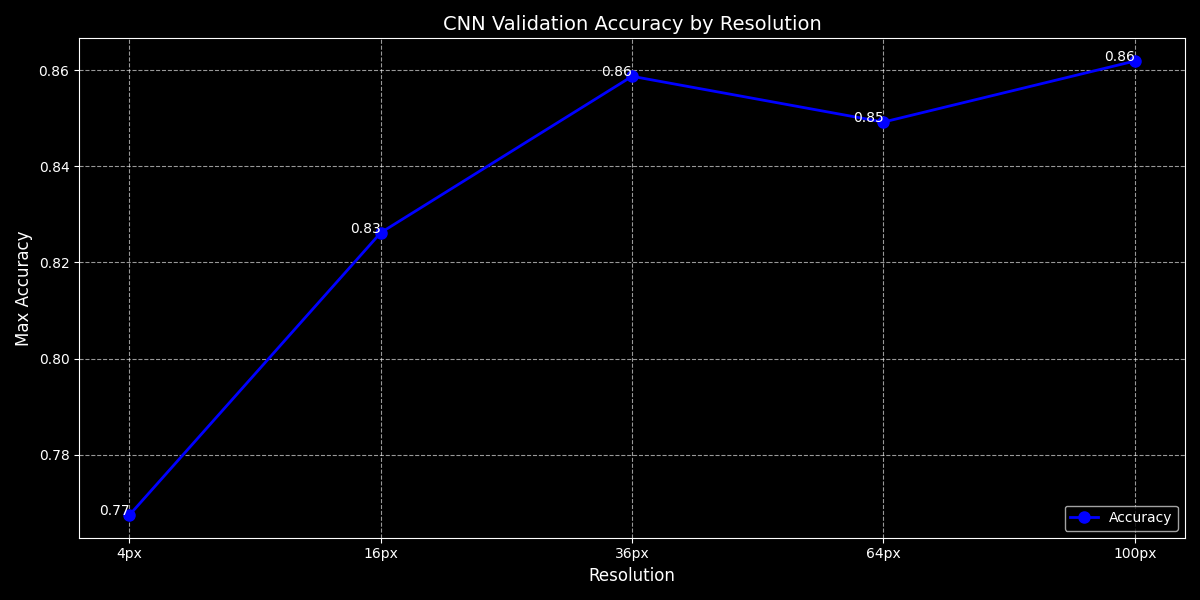 CNN Validation Accuracy by Resolution
Max Accuracy
0.86
0.84
0.82
0.80
0.78
0.77
0.83
0.86
0.85
0.86
Accuracy
4px
16px
36px
64px
100px
Resolution